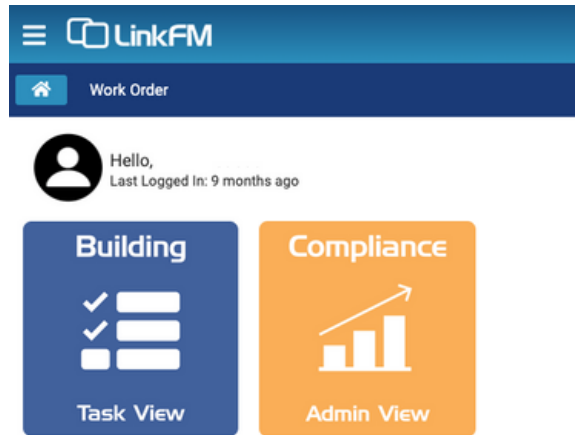 LinkFM
Work Order
Hello,
Last Logged In: 9 months ago
Building
Compliance
Task View
Admin View